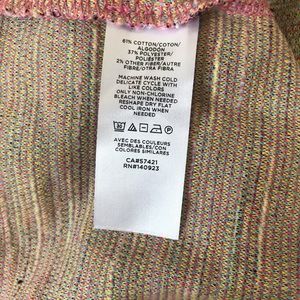 61% COTTON/COTON/
ALGODON
37% POLYESTER/
POLIESTER
2% OTHER FIBER/AUTRE
FIBRE/OTRA FIBRA
MACHINE WASH COLD
DELICATE CYCLE WITH
LIKE COLORS
ONLY NON-CHLORINE
BLEACH WHEN NEEDED
RESHAPE DRY FLAT
COOL IRON WHEN
NEEDED
AVEC DES COULEURS
SEMBLABLES/CON
COLORES SIMILARES
CA#57421
RN#140923